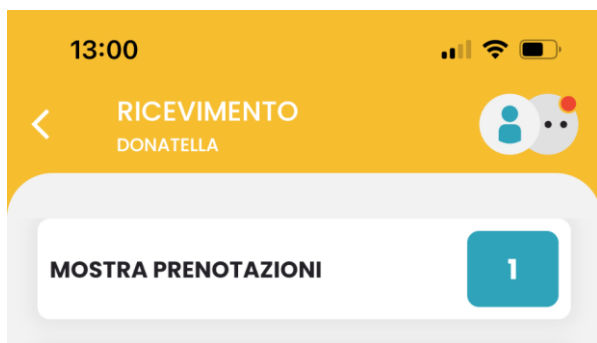 13:00
RICEVIMENTO
DONATELLA
MOSTRA PRENOTAZIONI
1